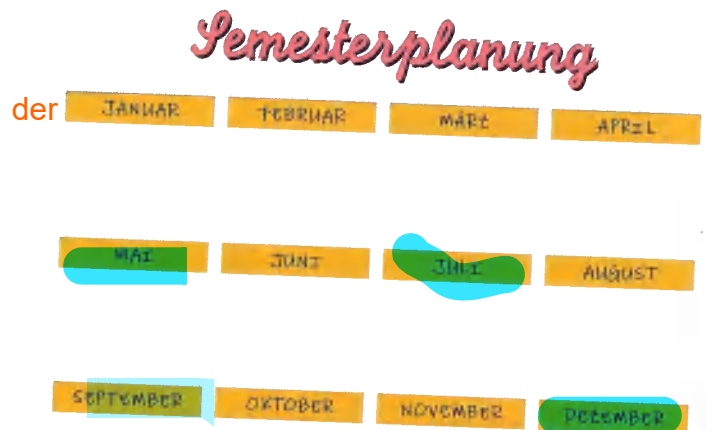 Semesterplanung
der JANUAR FEBRUAR MÄRZ APRIL
MAI JUNI JULI AUGUST
SEPTEMBER OKTOBER NOVEMBER DEZEMBER